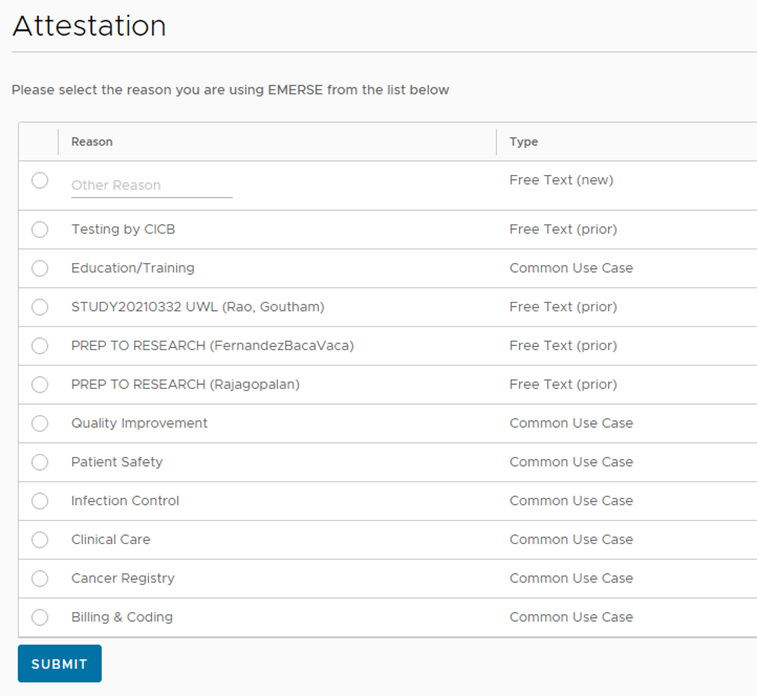 Attestation
Please select the reason you are using EMERSE from the list below
Reason Type
Other Reason Free Text (new)
Testing by CICB Free Text (prior)
Education/Training Common Use Case
STUDY20210332 UWL (Rao, Goutham) Free Text (prior)
PREP TO RESEARCH (FernandezBacaVaca) Free Text (prior)
PREP TO RESEARCH (Rajagopalan) Free Text (prior)
Quality Improvement Common Use Case
Patient Safety Common Use Case
Infection Control Common Use Case
Clinical Care Common Use Case
Cancer Registry Common Use Case
Billing & Coding Common Use Case
SUBMIT